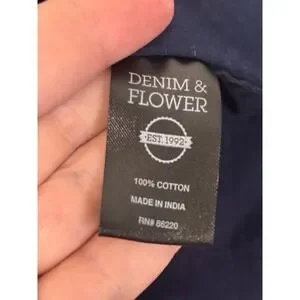 DENIM &
FLOWER
·EST. 1992·
100% COTTON
MADE IN INDIA
RN# 86220